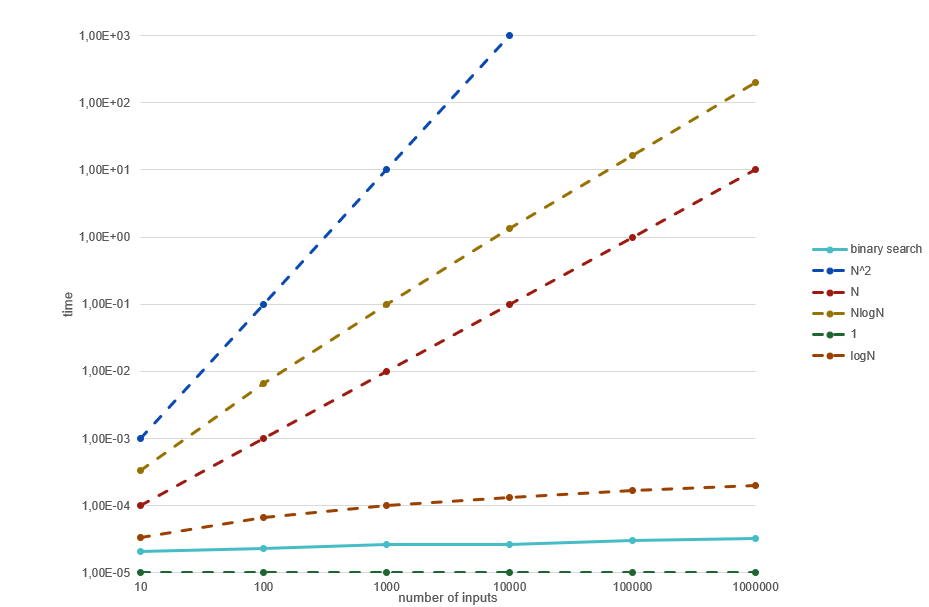 1,00E+03
1,00E+02
1,00E+01
1,00E+00
1,00E-01
1,00E-02
1,00E-03
1,00E-04
1,00E-05
time
10 100 1000 10000 100000 1000000
number of inputs
binary search
N^2
N
NlogN
1
logN